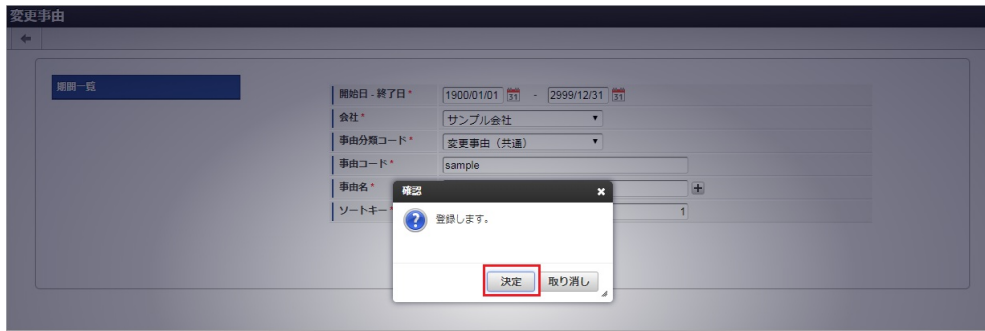 変更事由
期間一覧
開始日 - 終了日* 1900/01/01 - 2999/12/31
会社* サンプル会社
事由分類コード* 変更事由（共通）
事由コード* sample
事由名*
ソートキー* 1
確認
登録します。
決定 取り消し